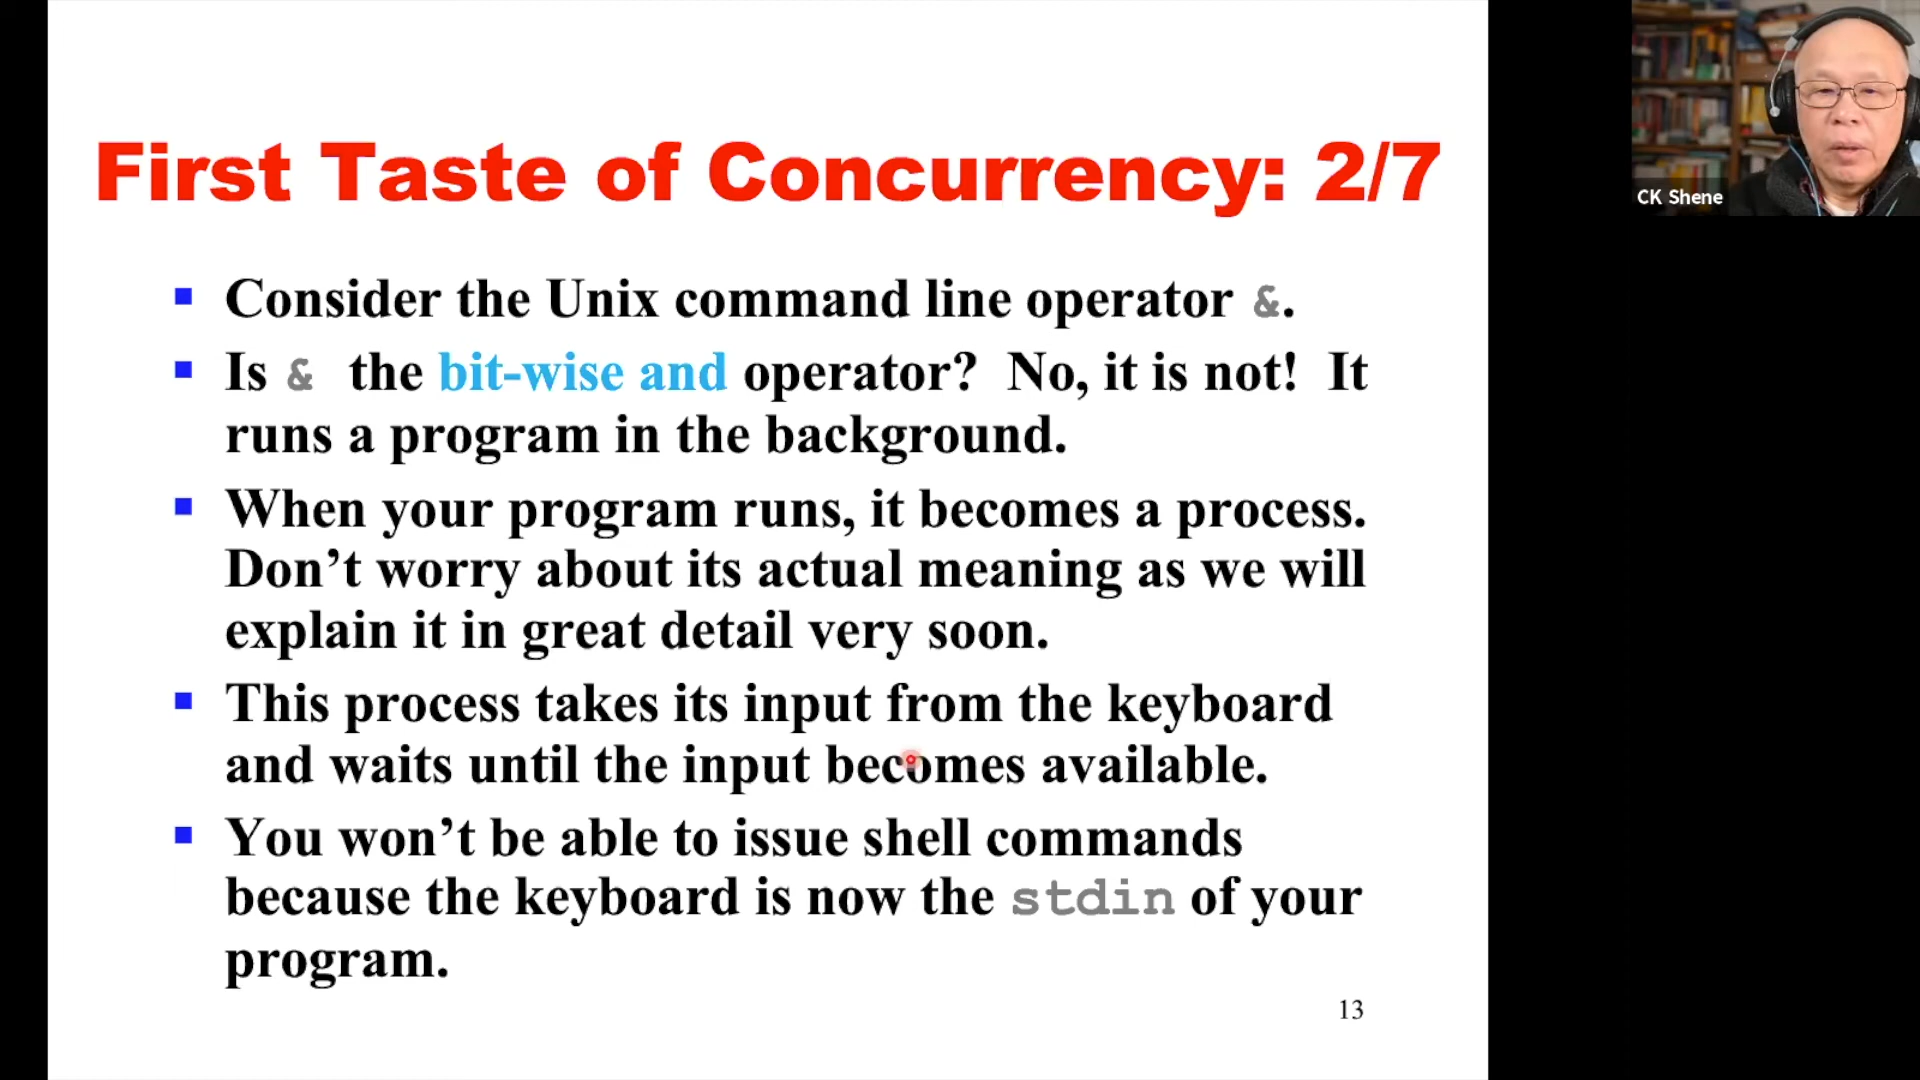 First Taste of Concurrency: 2/7
Consider the Unix command line operator &.
Is & the bit-wise and operator? No, it is not! It
runs a program in the background.
When your program runs, it becomes a process.
Don’t worry about its actual meaning as we will
explain it in great detail very soon.
This process takes its input from the keyboard
and waits until the input becomes available.
You won’t be able to issue shell commands
because the keyboard is now the stdin of your
program.
13
CK Shene